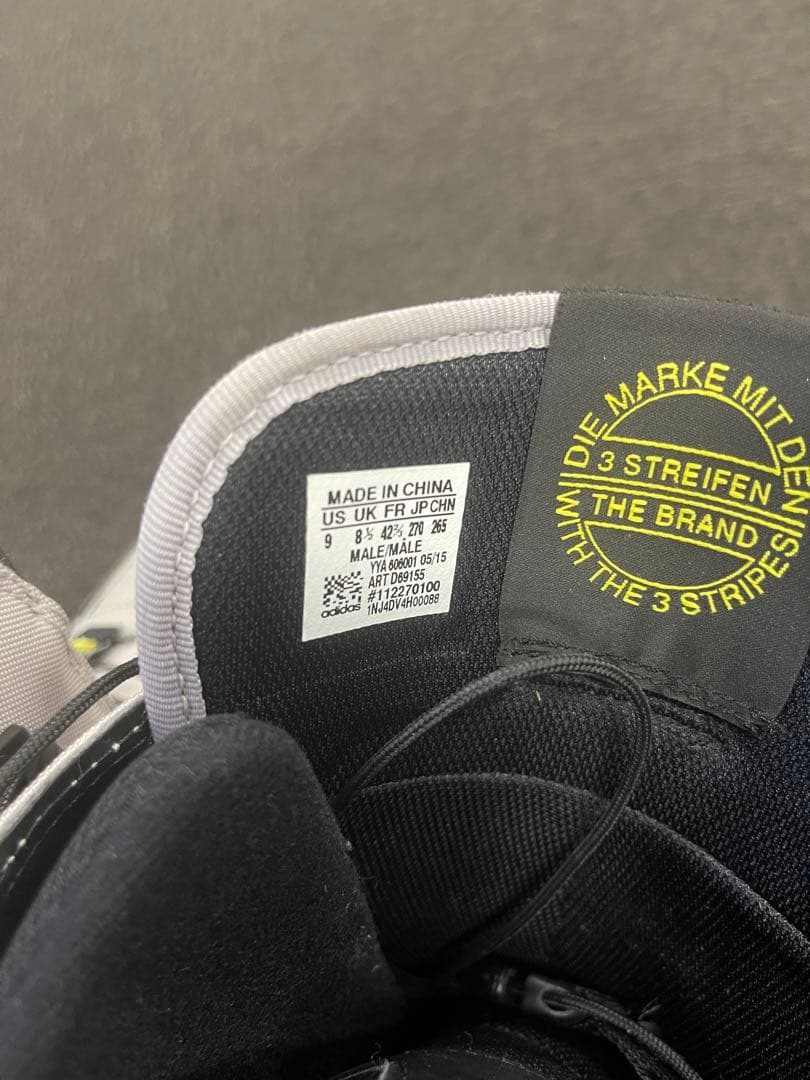 MADE IN CHINA
US UK FR JP CHN
9 8½ 42⅔ 270 265
MALE/MÂLE
YYA 606001 05/15
ART D69155
#112270100
1NJ4DV4H00088
adidas
DIE MARKE MIT DEN
3 STREIFEN
THE BRAND
WITH THE 3 STRIPES